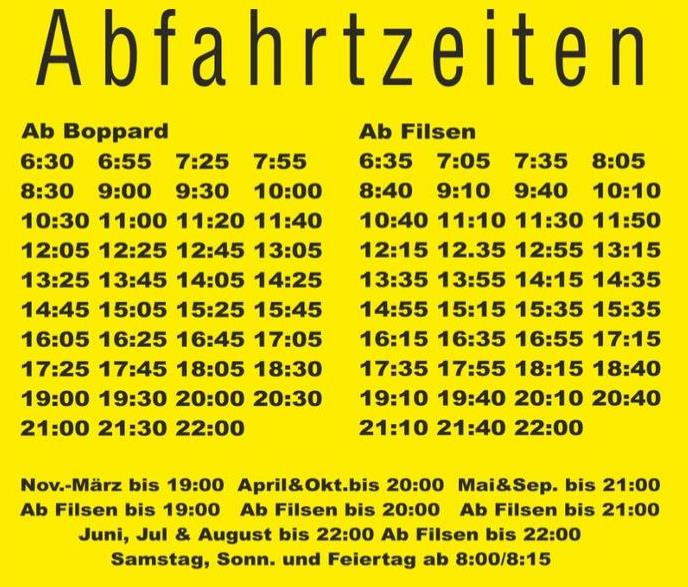 Abfahrtzeiten
Ab Boppard
6:30 6:55 7:25 7:55
8:30 9:00 9:30 10:00
10:30 11:00 11:20 11:40
12:05 12:25 12:45 13:05
13:25 13:45 14:05 14:25
14:45 15:05 15:25 15:45
16:05 16:25 16:45 17:05
17:25 17:45 18:05 18:30
19:00 19:30 20:00 20:30
21:00 21:30 22:00
Ab Filsen
6:35 7:05 7:35 8:05
8:40 9:10 9:40 10:10
10:40 11:10 11:30 11:50
12:15 12.35 12:55 13:15
13:35 13:55 14:15 14:35
14:55 15:15 15:35 15:35
16:15 16:35 16:55 17:15
17:35 17:55 18:15 18:40
19:10 19:40 20:10 20:40
21:10 21:40 22:00
Nov.-März bis 19:00 April&Okt.bis 20:00 Mai&Sep. bis 21:00
Ab Filsen bis 19:00 Ab Filsen bis 20:00 Ab Filsen bis 21:00
Juni, Jul & August bis 22:00 Ab Filsen bis 22:00
Samstag, Sonn. und Feiertag ab 8:00/8:15